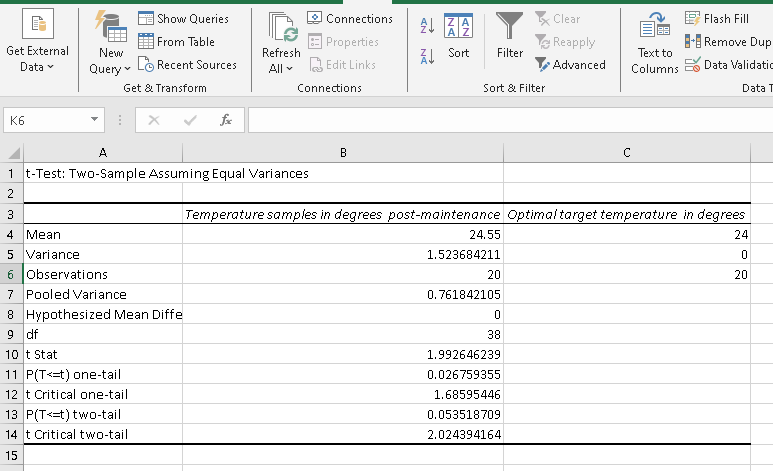 Get External
Data
New
Query
Show Queries
From Table
Recent Sources
Get & Transform
Refresh
All
Connections
Properties
Edit Links
Connections
A Z
Z A
Z A
A Z
Sort
Filter
Clear
Reapply
Advanced
Sort & Filter
Text to
Columns
Flash Fill
Remove Dup
Data Validatio
Data T
K6 fx
A B C
1 t-Test: Two-Sample Assuming Equal Variances
2
3 Temperature samples in degrees post-maintenance Optimal target temperature in degrees
4 Mean 24.55 24
5 Variance 1.523684211 0
6 Observations 20 20
7 Pooled Variance 0.761842105
8 Hypothesized Mean Diffe 0
9 df 38
10 t Stat 1.992646239
11 P(T<=t) one-tail 0.026759355
12 t Critical one-tail 1.68595446
13 P(T<=t) two-tail 0.053518709
14 t Critical two-tail 2.024394164
15